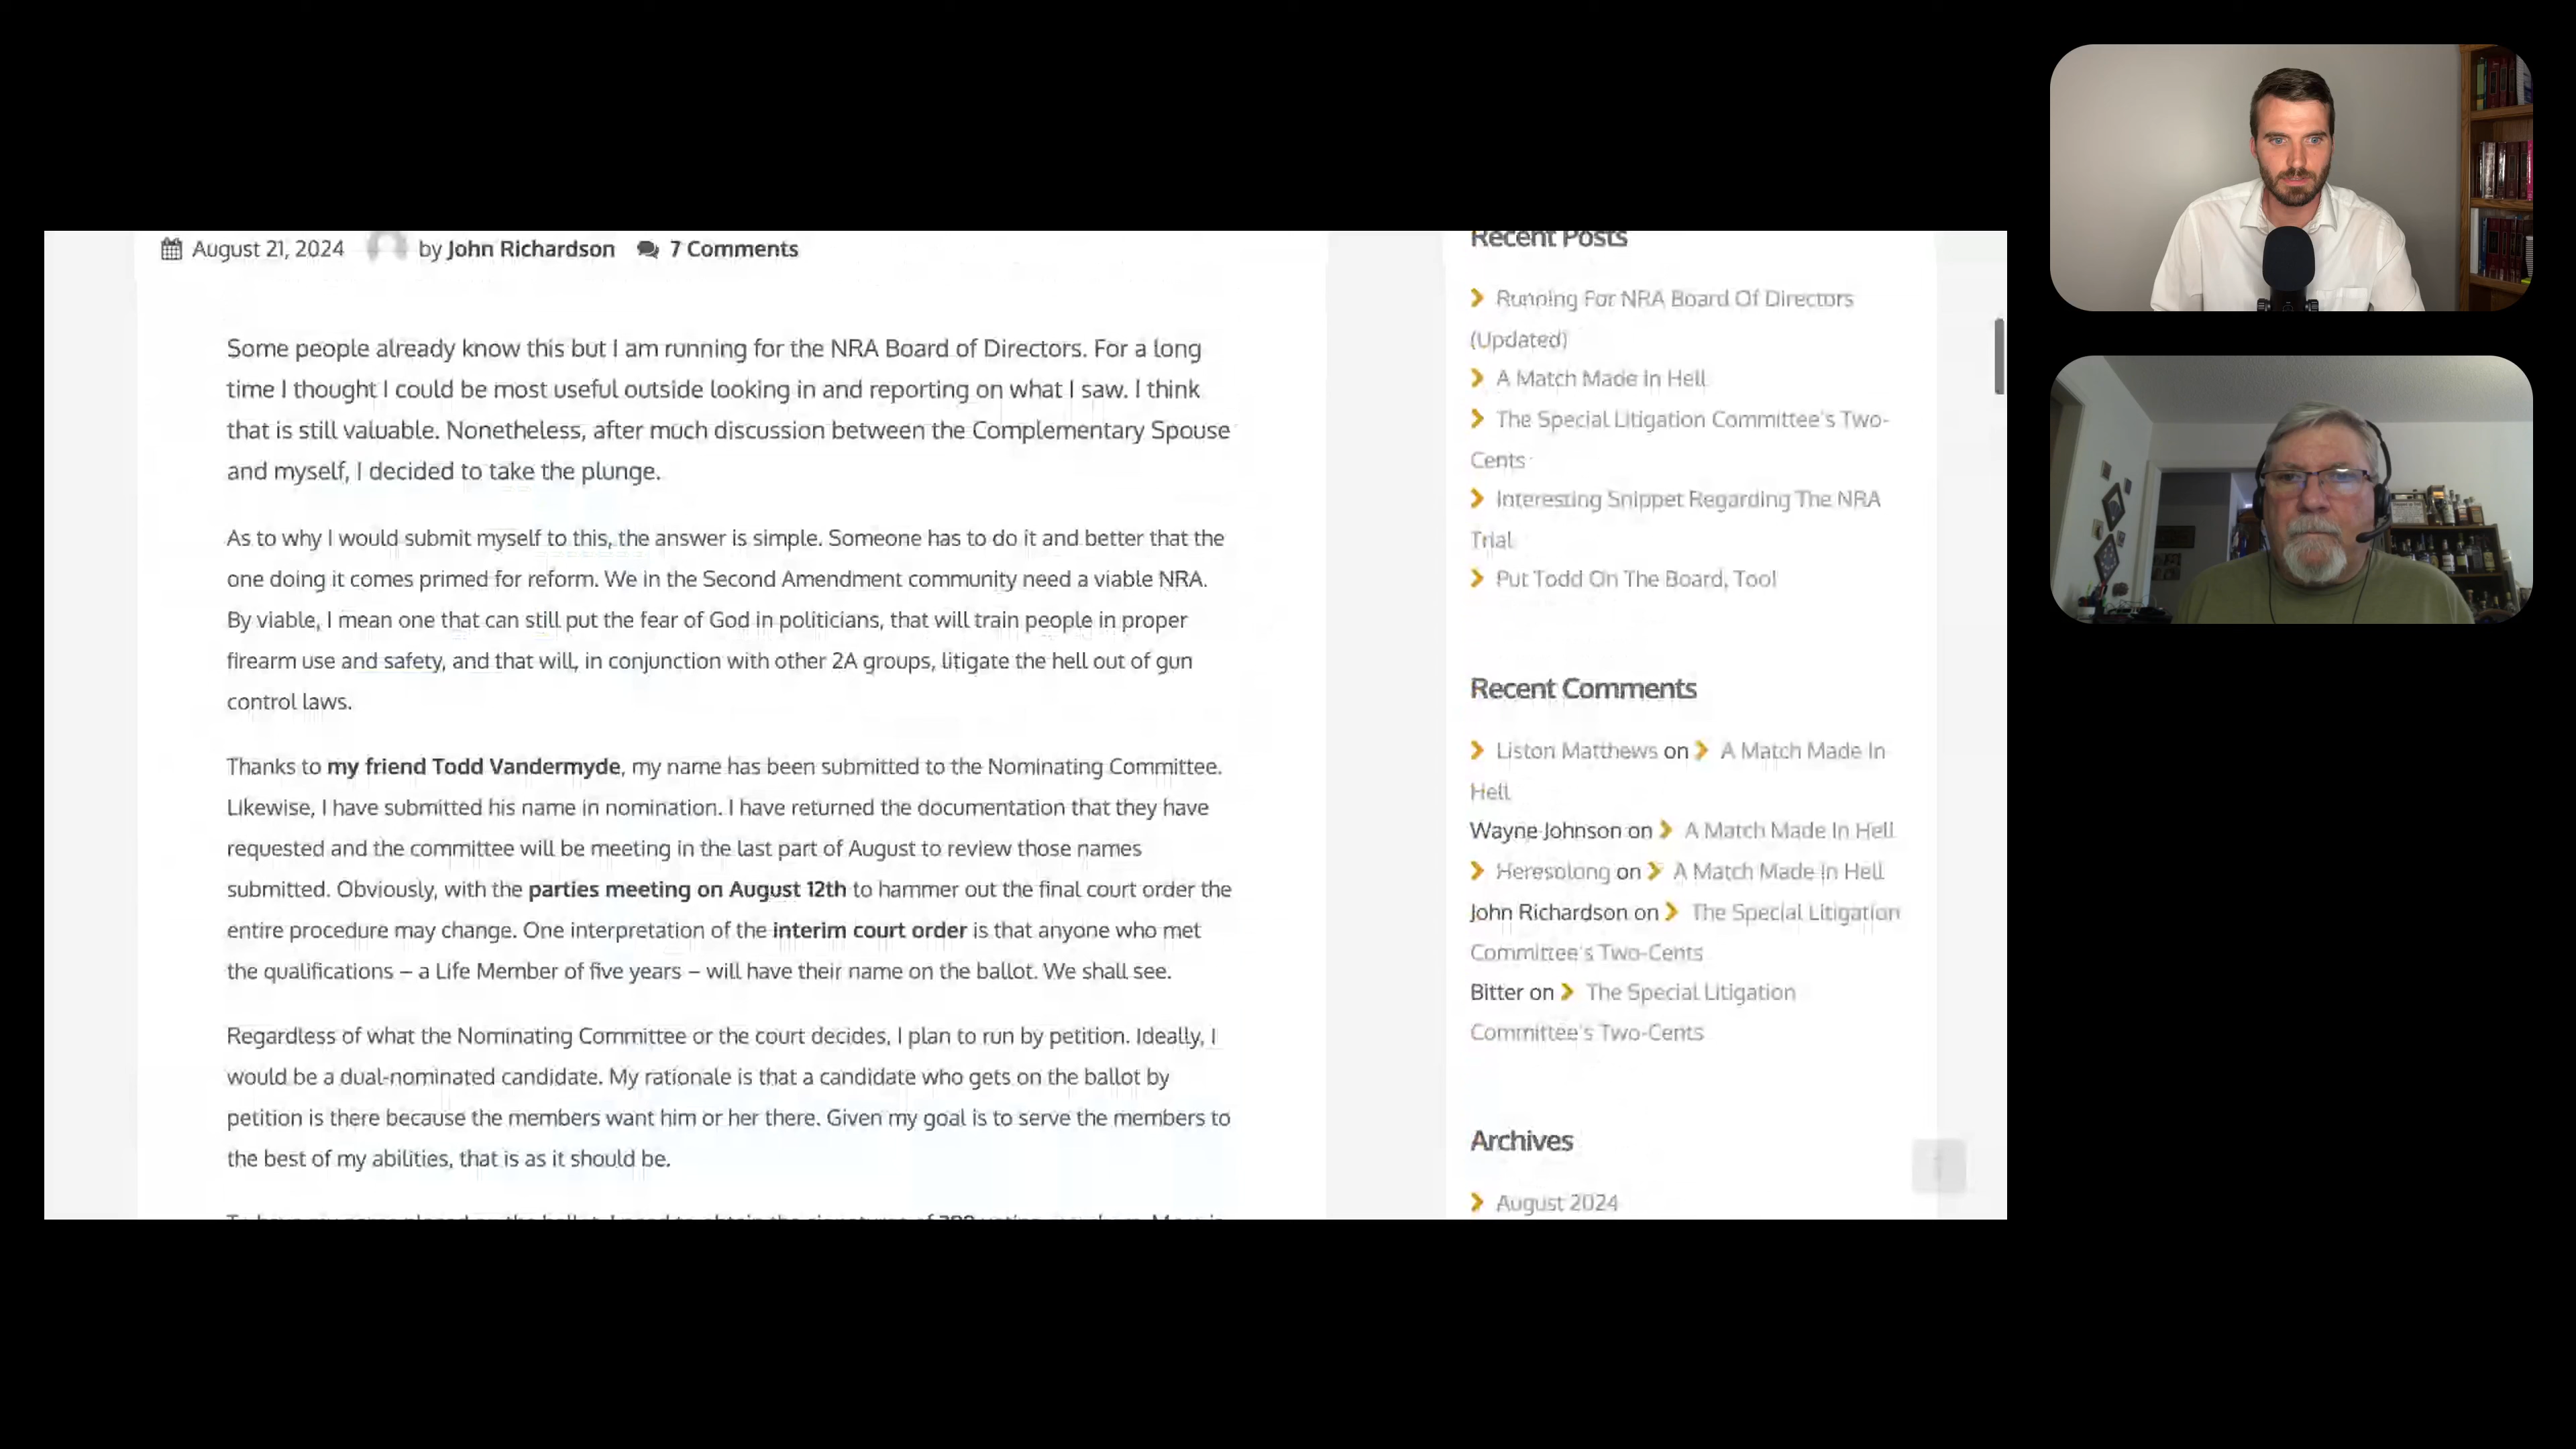 August 21, 2024 by John Richardson 7 Comments
Some people already know this but I am running for the NRA Board of Directors. For a long
time I thought I could be most useful outside looking in and reporting on what I saw. I think
that is still valuable. Nonetheless, after much discussion between the Complementary Spouse
and myself, I decided to take the plunge.
As to why I would submit myself to this, the answer is simple. Someone has to do it and better that the
one doing it comes primed for reform. We in the Second Amendment community need a viable NRA.
By viable, I mean one that can still put the fear of God in politicians, that will train people in proper
firearm use and safety, and that will, in conjunction with other 2A groups, litigate the hell out of gun
control laws.
Thanks to my friend Todd Vandermyde, my name has been submitted to the Nominating Committee.
Likewise, I have submitted his name in nomination. I have returned the documentation that they have
requested and the committee will be meeting in the last part of August to review those names
submitted. Obviously, with the parties meeting on August 12th to hammer out the final court order the
entire procedure may change. One interpretation of the interim court order is that anyone who met
the qualifications – a Life Member of five years – will have their name on the ballot. We shall see.
Regardless of what the Nominating Committee or the court decides, I plan to run by petition. Ideally, I
would be a dual-nominated candidate. My rationale is that a candidate who gets on the ballot by
petition is there because the members want him or her there. Given my goal is to serve the members to
the best of my abilities, that is as it should be.
Recent Posts
Running For NRA Board Of Directors
(Updated)
A Match Made in Hell
The Special Litigation Committee's Two-
Cents
Interesting Snippet Regarding The NRA
Trial
Put Todd On The Board, Too!
Recent Comments
Liston Matthews on A Match Made In
Hell
Wayne Johnson on A Match Made In Hell
Heresolong on A Match Made In Hell
John Richardson on The Special Litigation
Committee's Two-Cents
Bitter on The Special Litigation
Committee's Two-Cents
Archives
August 2024